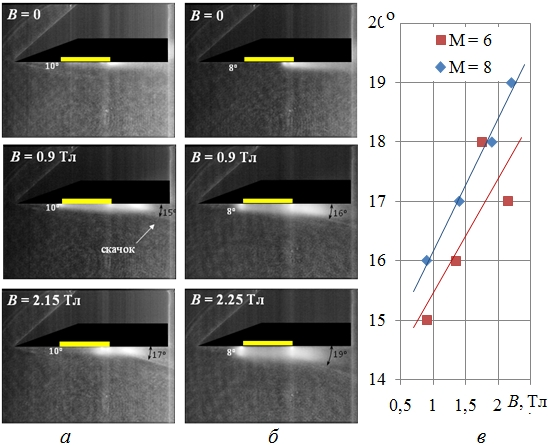 B = 0
10°
B = 0
8°
B = 0.9 Тл
10°
15°
скачок
B = 0.9 Тл
8°
16°
B = 2.15 Тл
10°
17°
B = 2.25 Тл
8°
19°
а
б
20°
19
18
17
16
15
14
M = 6
M = 8
0,5
1
1,5
2
B, Тл
в